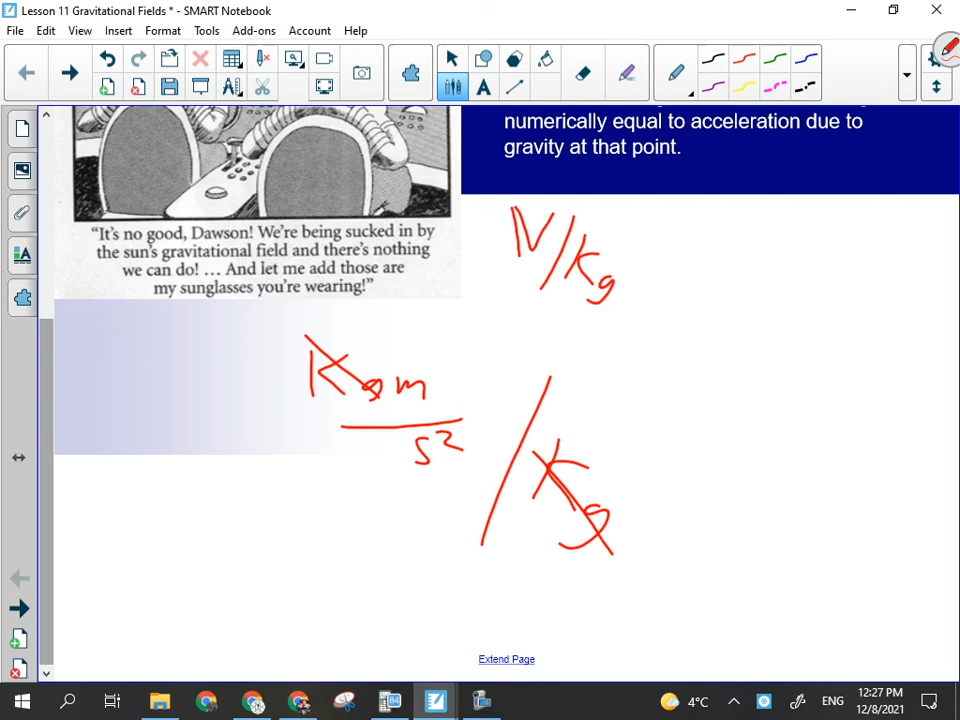 Lesson 11 Gravitational Fields * - SMART Notebook
File Edit View Insert Format Tools Add-ons Account Help
numerically equal to acceleration due to
gravity at that point.
"It's no good, Dawson! We're being sucked in by
the sun's gravitational field and there's nothing
we can do! ... And let me add those are
my sunglasses you're wearing!"
N/kg
Kg m
s²
/ Kg
Extend Page
4°C ENG 12:27 PM
12/8/2021